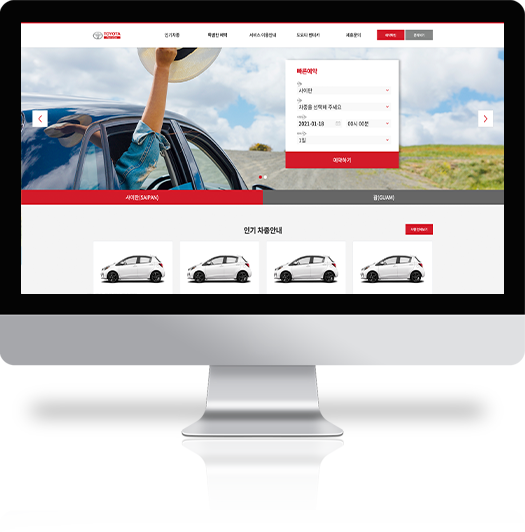 TOYOTA
인기차종
특별한 혜택
서비스 이용안내
도요타 렌터카
제휴문의
빠른예약
사이판
차종을 선택해 주세요
2021-01-18
00시 00분
1일
예약하기
사이판(SAIPAN)
괌(GUAM)
인기 차종안내